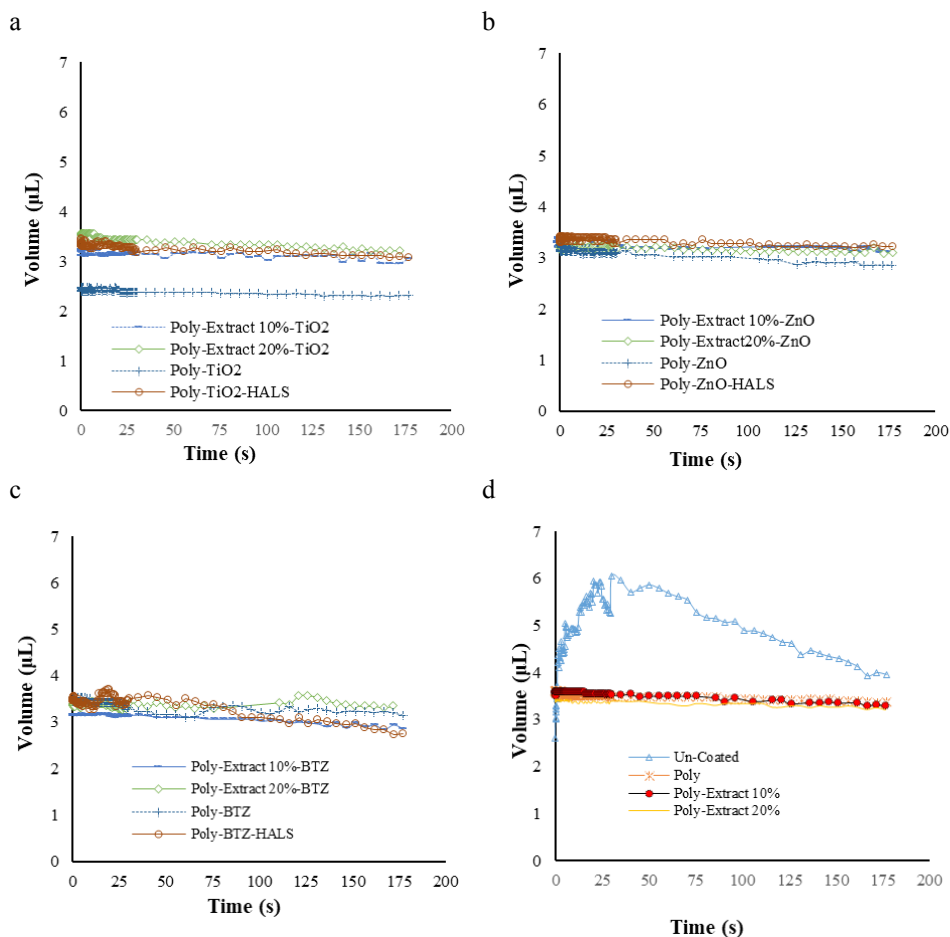 a
7
6
5
4
3
2
1
0
Volume (µL)
Poly-Extract 10%-TiO2
Poly-Extract 20%-TiO2
Poly-TiO2
Poly-TiO2-HALS
0 25 50 75 100 125 150 175 200
Time (s)
b
7
6
5
4
3
2
1
0
Volume (µL)
Poly-Extract 10%-ZnO
Poly-Extract20%-ZnO
Poly-ZnO
Poly-ZnO-HALS
0 25 50 75 100 125 150 175 200
Time (s)
c
7
6
5
4
3
2
1
0
Volume (µL)
Poly-Extract 10%-BTZ
Poly-Extract 20%-BTZ
Poly-BTZ
Poly-BTZ-HALS
0 25 50 75 100 125 150 175 200
Time (s)
d
7
6
5
4
3
2
1
0
Volume (µL)
Un-Coated
Poly
Poly-Extract 10%
Poly-Extract 20%
0 25 50 75 100 125 150 175 200
Time (s)